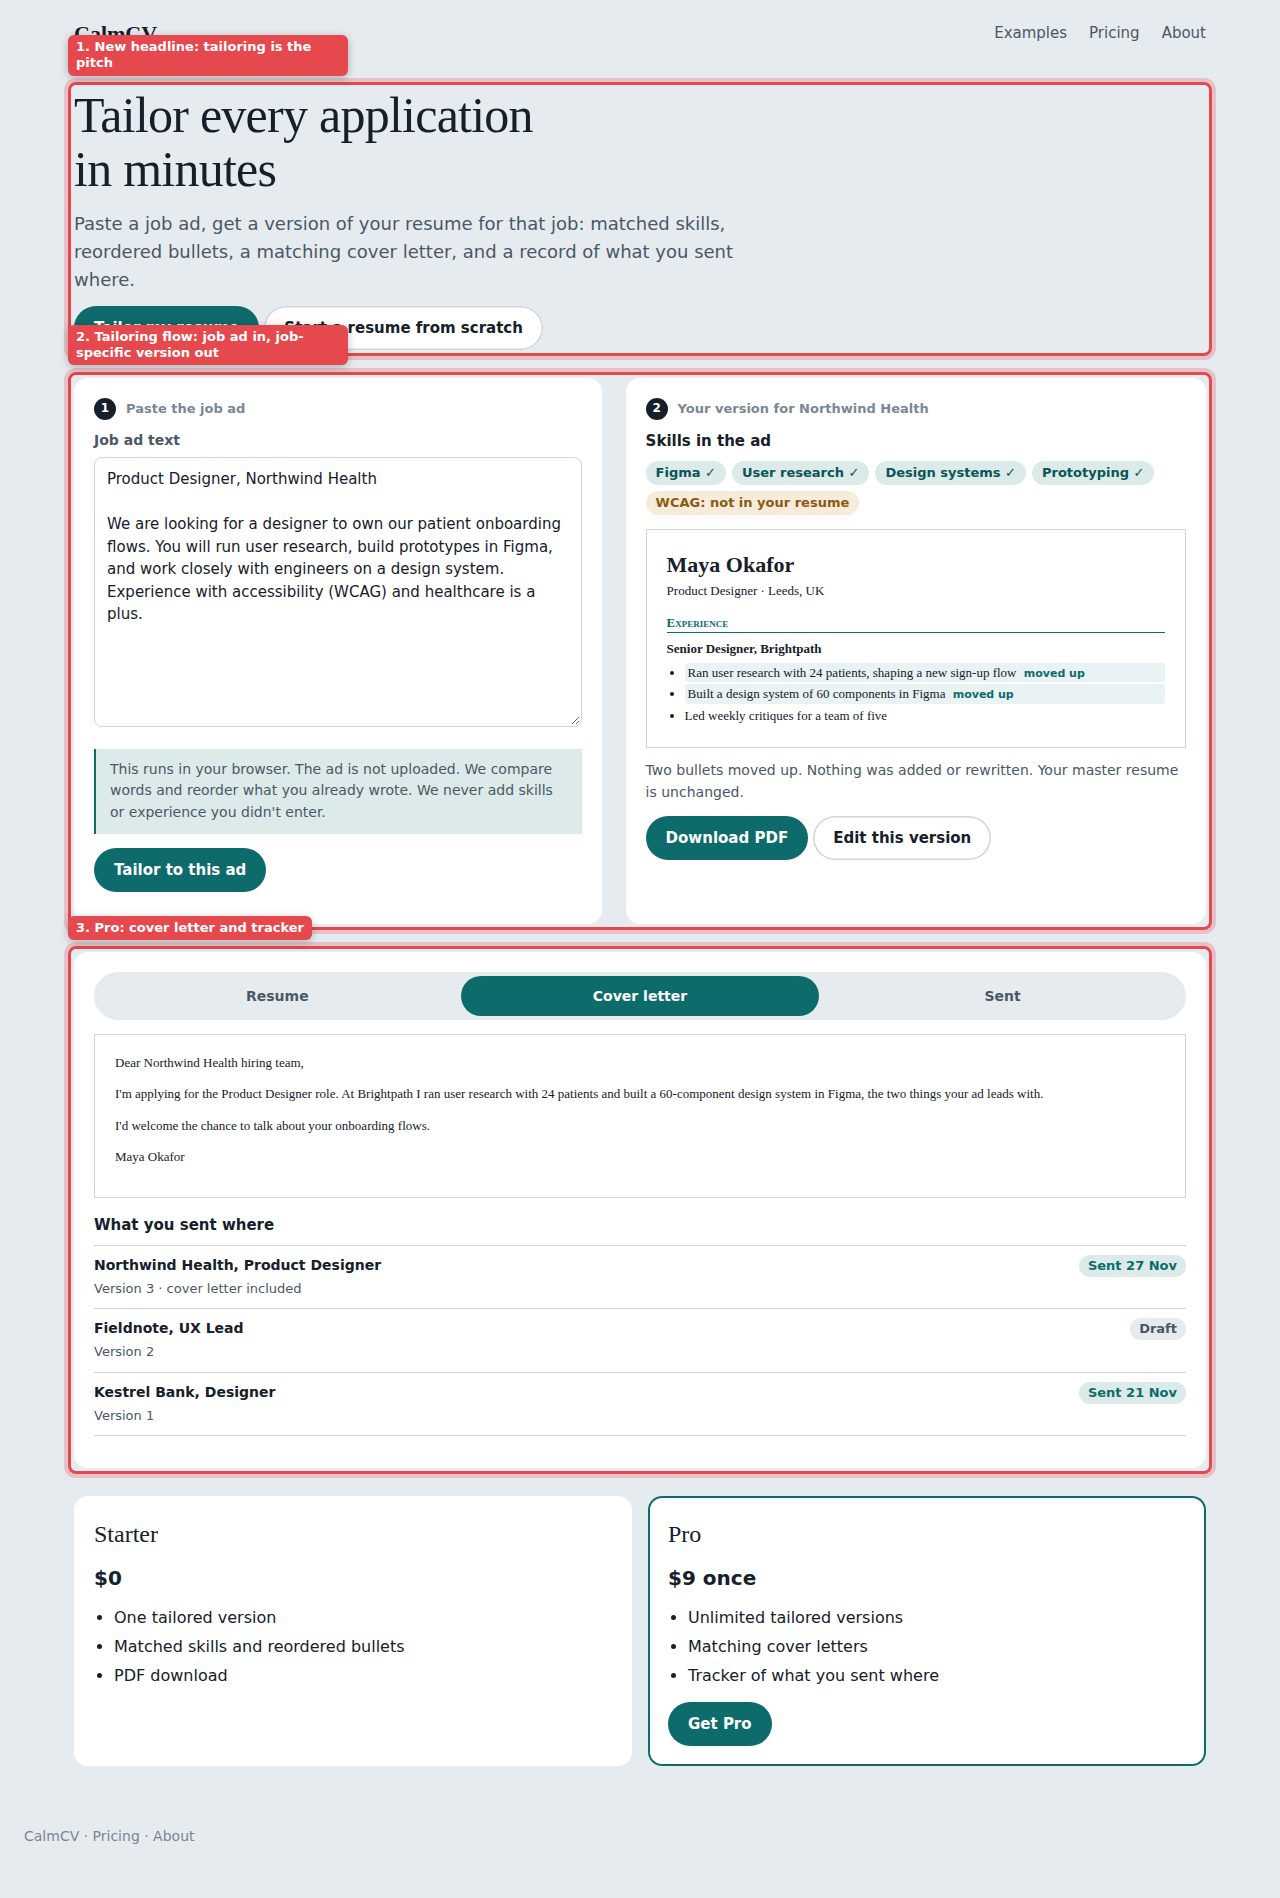 CalmCV
Examples Pricing About
1. New headline: tailoring is the
pitch
Tailor every application
in minutes
Paste a job ad, get a version of your resume for that job: matched skills,
reordered bullets, a matching cover letter, and a record of what you sent
where.
Tailor my resume
Start a resume from scratch
2. Tailoring flow: job ad in, job-
specific version out
1 Paste the job ad
Job ad text
Product Designer, Northwind Health
We are looking for a designer to own our patient onboarding
flows. You will run user research, build prototypes in Figma,
and work closely with engineers on a design system.
Experience with accessibility (WCAG) and healthcare is a
plus.
This runs in your browser. The ad is not uploaded. We compare
words and reorder what you already wrote. We never add skills
or experience you didn't enter.
Tailor to this ad
2 Your version for Northwind Health
Skills in the ad
Figma ✓ User research ✓ Design systems ✓ Prototyping ✓
WCAG: not in your resume
Maya Okafor
Product Designer · Leeds, UK
Experience
Senior Designer, Brightpath
• Ran user research with 24 patients, shaping a new sign-up flow moved up
• Built a design system of 60 components in Figma moved up
• Led weekly critiques for a team of five
Two bullets moved up. Nothing was added or rewritten. Your master resume
is unchanged.
Download PDF Edit this version
3. Pro: cover letter and tracker
Resume Cover letter Sent
Dear Northwind Health hiring team,
I'm applying for the Product Designer role. At Brightpath I ran user research with 24 patients and built a 60-component design system in Figma, the two things your ad leads with.
I'd welcome the chance to talk about your onboarding flows.
Maya Okafor
What you sent where
Northwind Health, Product Designer Sent 27 Nov
Version 3 · cover letter included
Fieldnote, UX Lead Draft
Version 2
Kestrel Bank, Designer Sent 21 Nov
Version 1
Starter
$0
• One tailored version
• Matched skills and reordered bullets
• PDF download
Pro
$9 once
• Unlimited tailored versions
• Matching cover letters
• Tracker of what you sent where
Get Pro
CalmCV · Pricing · About